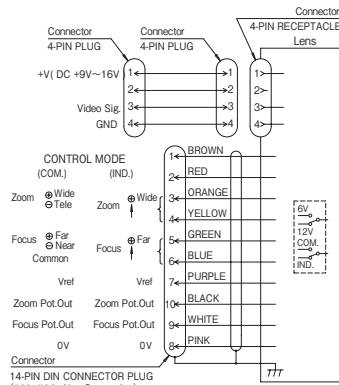 Connector
4-PIN PLUG
Connector
4-PIN PLUG
Connector
4-PIN RECEPTACLE
Lens
+V( DC +9V~16V )
1 1 1
2 2 2
Video Sig. 3 3 3
GND 4 4 4
CONTROL MODE
(COM.) (IND.)
1 BROWN
2 RED
Zoom ⊕ Wide
⊖ Tele
Zoom ⊕ Wide
3 ORANGE
4 YELLOW
Focus ⊕ Far
⊖ Near
Common
Focus ⊕ Far
5 GREEN
6 BLUE
Vref Vref 7 PURPLE
Zoom Pot.Out Zoom Pot.Out 10 BLACK
Focus Pot.Out Focus Pot.Out 9 WHITE
0V 0V 8 PINK
6V
12V
COM.
IND.
Connector
14-PIN DIN CONNECTOR PLUG